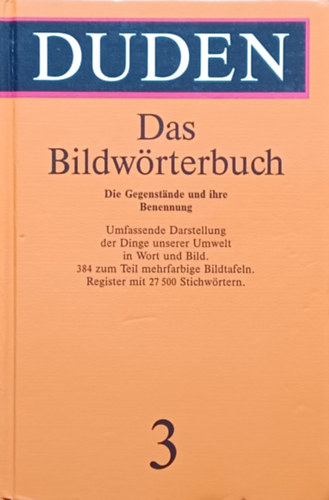 DUDEN
Das
Bildwörterbuch
Die Gegenstände und ihre
Benennung
Umfassende Darstellung
der Dinge unserer Umwelt
in Wort und Bild.
384 zum Teil mehrfarbige Bildtafeln.
Register mit 27 500 Stichwörtern.
3